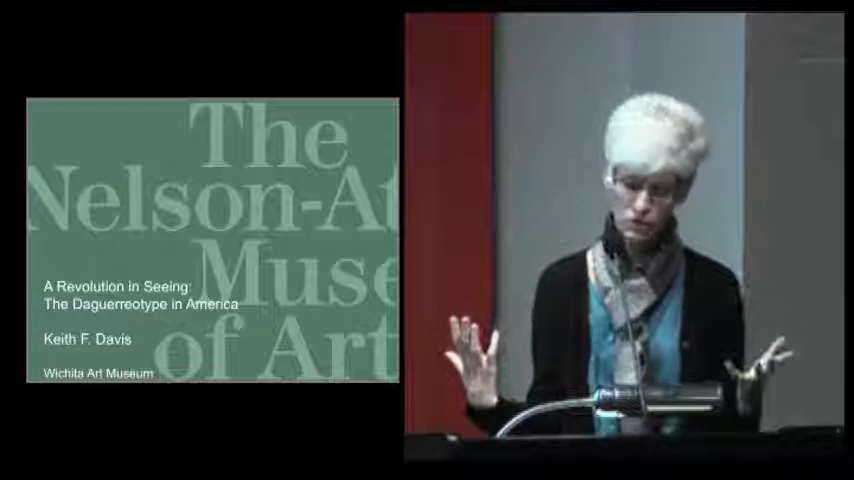 The
Nelson-At
Muse
of Art
A Revolution in Seeing:
The Daguerreotype in America
Keith F. Davis
Wichita Art Museum